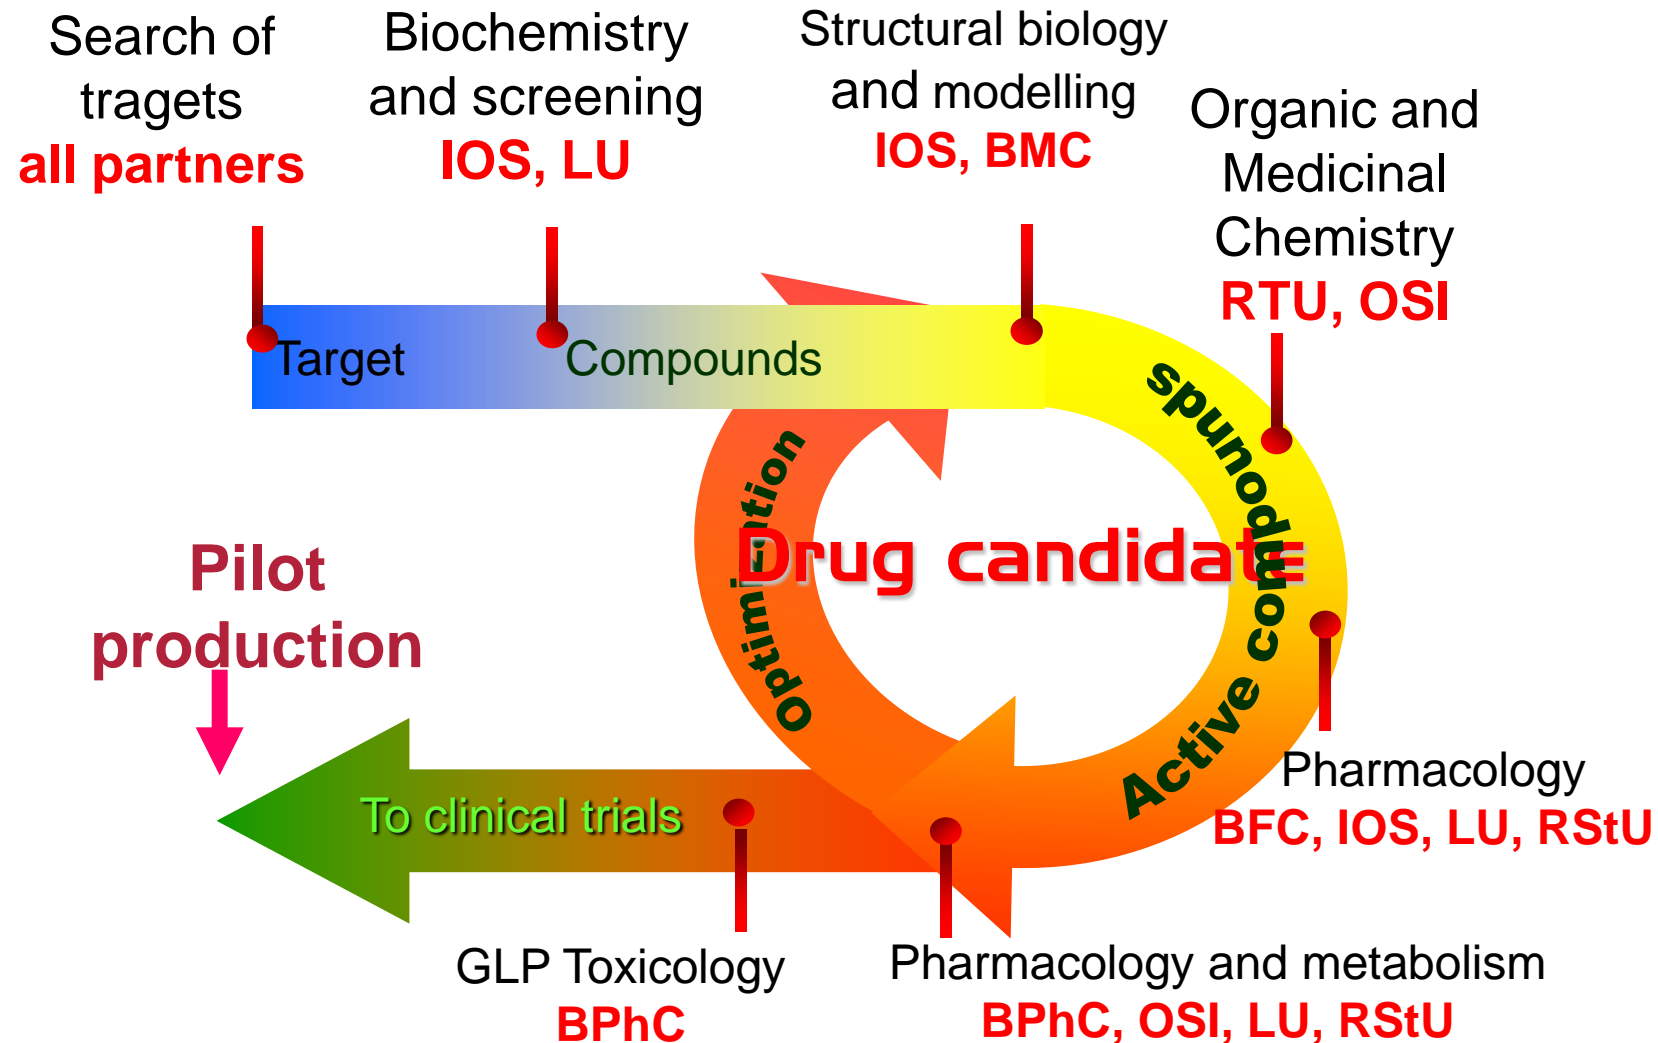 Search of
tragets
all partners
Biochemistry
and screening
IOS, LU
Structural biology
and modelling
IOS, BMC
Organic and
Medicinal
Chemistry
RTU, OSI
Target
Compounds
Active compounds
Optimization
Drug candidate
Pilot
production
To clinical trials
Pharmacology
BFC, IOS, LU, RStU
GLP Toxicology
BPhC
Pharmacology and metabolism
BPhC, OSI, LU, RStU